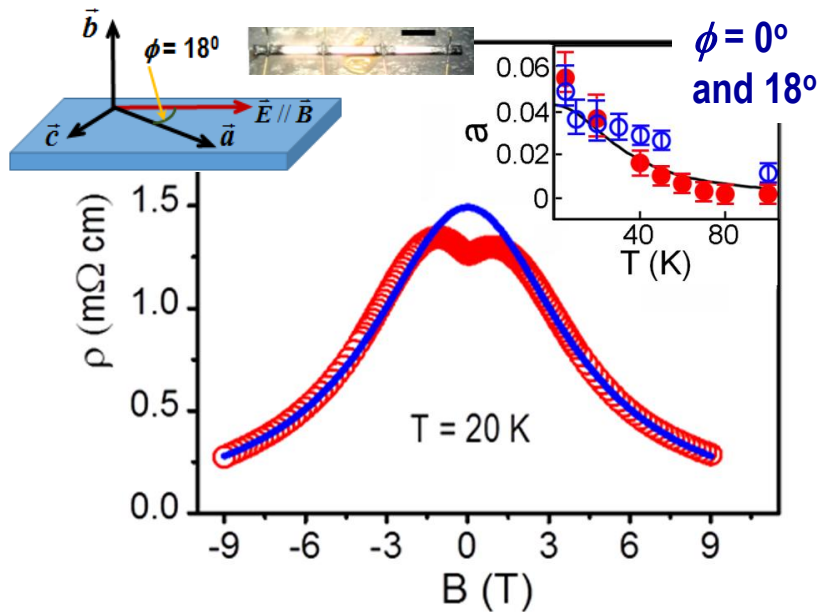 b⃗
ϕ = 18⁰
E⃗ // B⃗
c⃗
a⃗
ϕ = 0º
and 18º
0.06
0.04
0.02
0
a
40
80
T (K)
1.5
1.0
0.5
0.0
ρ (mΩ cm)
T = 20 K
-9
-6
-3
0
3
6
9
B (T)